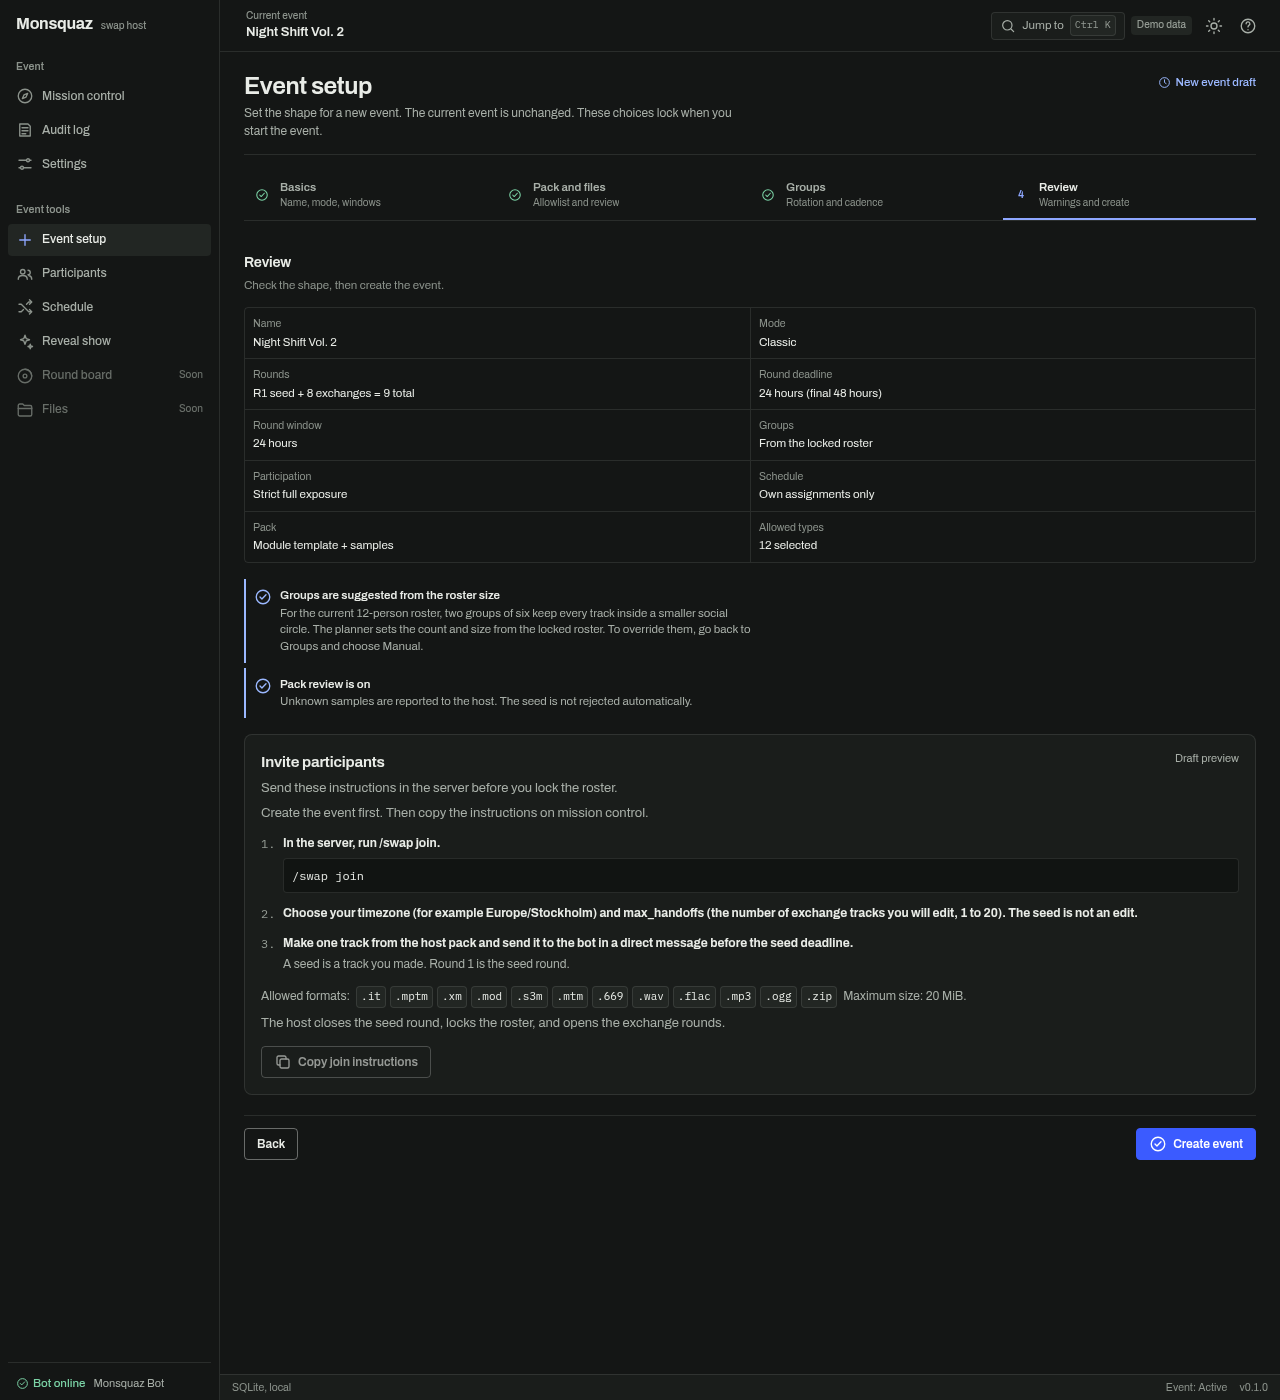 Monsquaz swap host
Event
Mission control
Audit log
Settings
Event tools
Event setup
Participants
Schedule
Reveal show
Round board Soon
Files Soon
Bot online Monsquaz Bot
Current event
Night Shift Vol. 2
Jump to Ctrl K
Demo data
Event setup
New event draft
Set the shape for a new event. The current event is unchanged. These choices lock when you
start the event.
Basics
Name, mode, windows
Pack and files
Allowlist and review
Groups
Rotation and cadence
4 Review
Warnings and create
Review
Check the shape, then create the event.
Name
Night Shift Vol. 2
Mode
Classic
Rounds
R1 seed + 8 exchanges = 9 total
Round deadline
24 hours (final 48 hours)
Round window
24 hours
Groups
From the locked roster
Participation
Strict full exposure
Schedule
Own assignments only
Pack
Module template + samples
Allowed types
12 selected
Groups are suggested from the roster size
For the current 12-person roster, two groups of six keep every track inside a smaller social
circle. The planner sets the count and size from the locked roster. To override them, go back to
Groups and choose Manual.
Pack review is on
Unknown samples are reported to the host. The seed is not rejected automatically.
Invite participants
Draft preview
Send these instructions in the server before you lock the roster.
Create the event first. Then copy the instructions on mission control.
1. In the server, run /swap join.
/swap join
2. Choose your timezone (for example Europe/Stockholm) and max_handoffs (the number of exchange tracks you will edit, 1 to 20). The seed is not an edit.
3. Make one track from the host pack and send it to the bot in a direct message before the seed deadline.
A seed is a track you made. Round 1 is the seed round.
Allowed formats: .it .mptm .xm .mod .s3m .mtm .669 .wav .flac .mp3 .ogg .zip Maximum size: 20 MiB.
The host closes the seed round, locks the roster, and opens the exchange rounds.
Copy join instructions
Back
Create event
SQLite, local
Event: Active v0.1.0